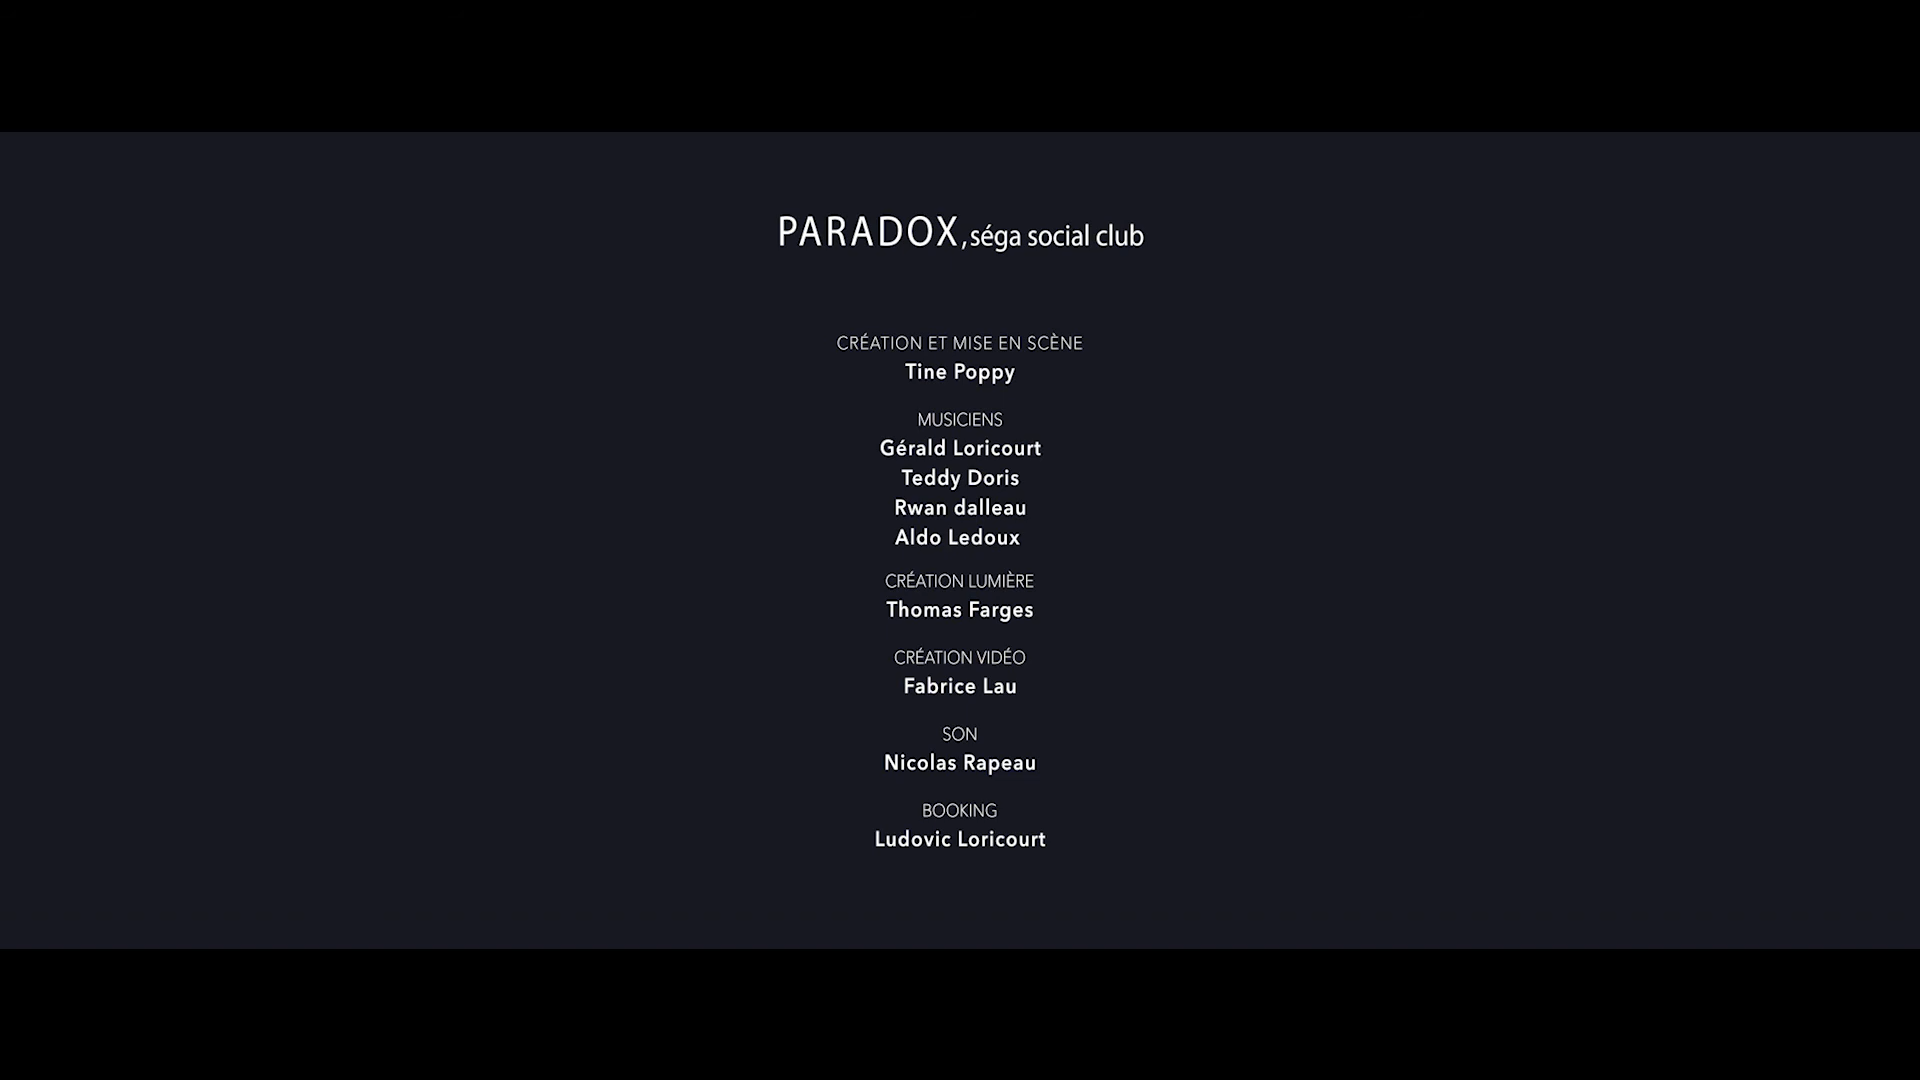 PARADOX, séga social club
CRÉATION ET MISE EN SCÈNE
Tine Poppy
MUSICIENS
Gérald Loricourt
Teddy Doris
Rwan dalleau
Aldo Ledoux
CRÉATION LUMIÈRE
Thomas Farges
CRÉATION VIDÉO
Fabrice Lau
SON
Nicolas Rapeau
BOOKING
Ludovic Loricourt